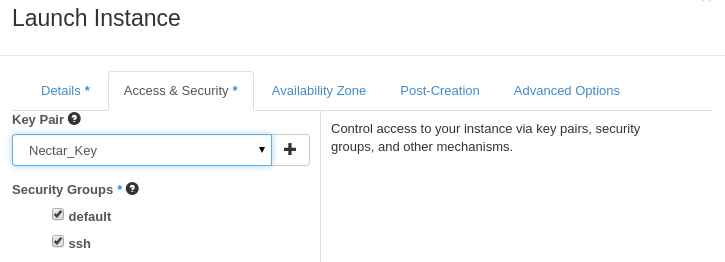 Launch Instance
Details * Access & Security * Availability Zone Post-Creation Advanced Options
Key Pair ?
Nectar_Key
Control access to your instance via key pairs, security
groups, and other mechanisms.
Security Groups * ?
default
ssh